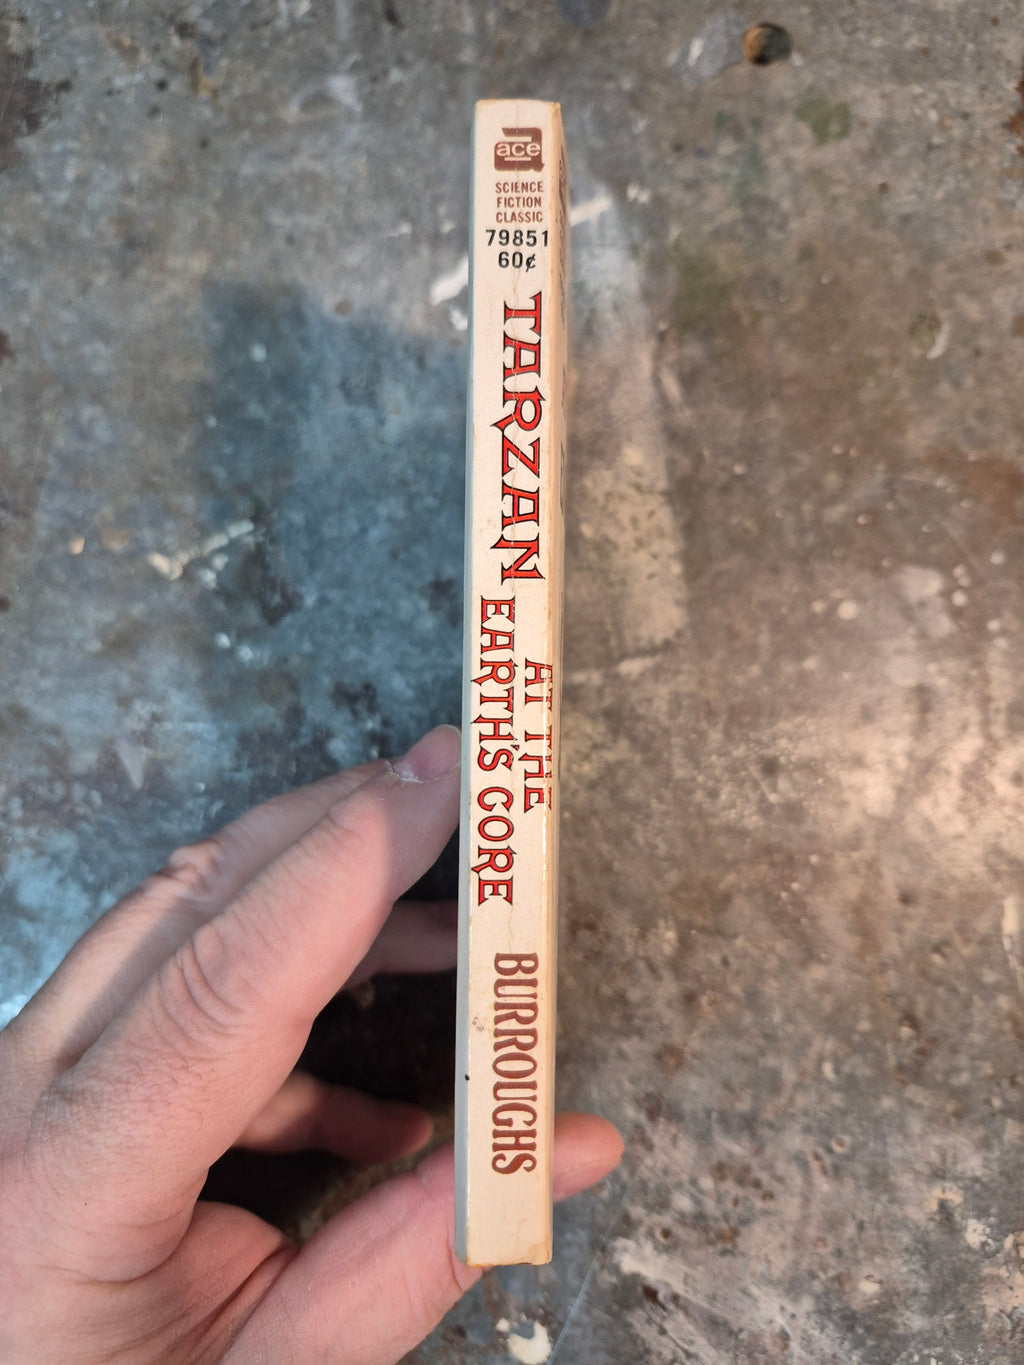 ace
SCIENCE
FICTION
CLASSIC
79851
60¢
TARZAN
AT THE
EARTH'S CORE
BURROUGHS